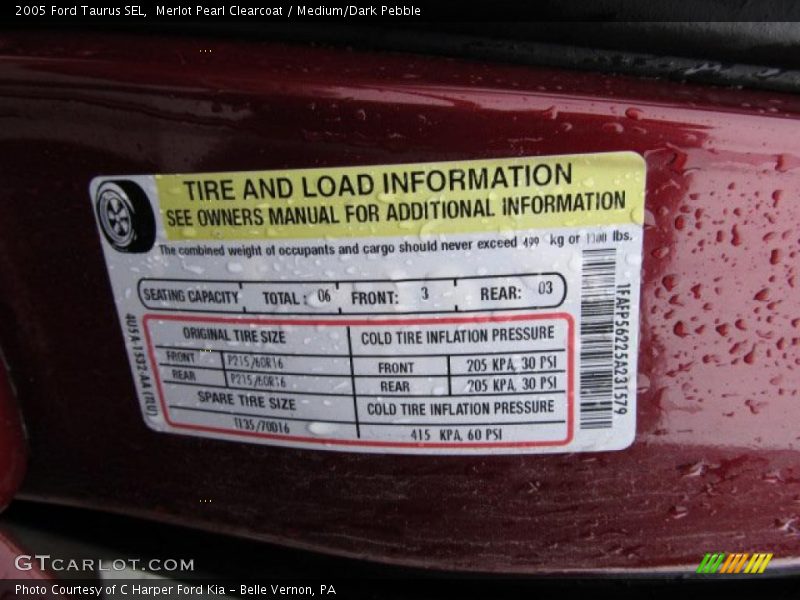 2005 Ford Taurus SEL,  Merlot Pearl Clearcoat / Medium/Dark Pebble
TIRE AND LOAD INFORMATION
SEE OWNERS MANUAL FOR ADDITIONAL INFORMATION
The combined weight of occupants and cargo should never exceed 499 kg or 1100 lbs.
SEATING CAPACITY TOTAL: 06 FRONT: 3 REAR: 03
ORIGINAL TIRE SIZE COLD TIRE INFLATION PRESSURE
FRONT P215/60R16 FRONT 205 KPA, 30 PSI
REAR P215/60R16 REAR 205 KPA, 30 PSI
SPARE TIRE SIZE COLD TIRE INFLATION PRESSURE
T135/70D16 415 KPA, 60 PSI
4U5A-1532-AA (RU)
1FAFP56225A231579
GTCARLOT.COM
Photo Courtesy of C Harper Ford Kia - Belle Vernon, PA